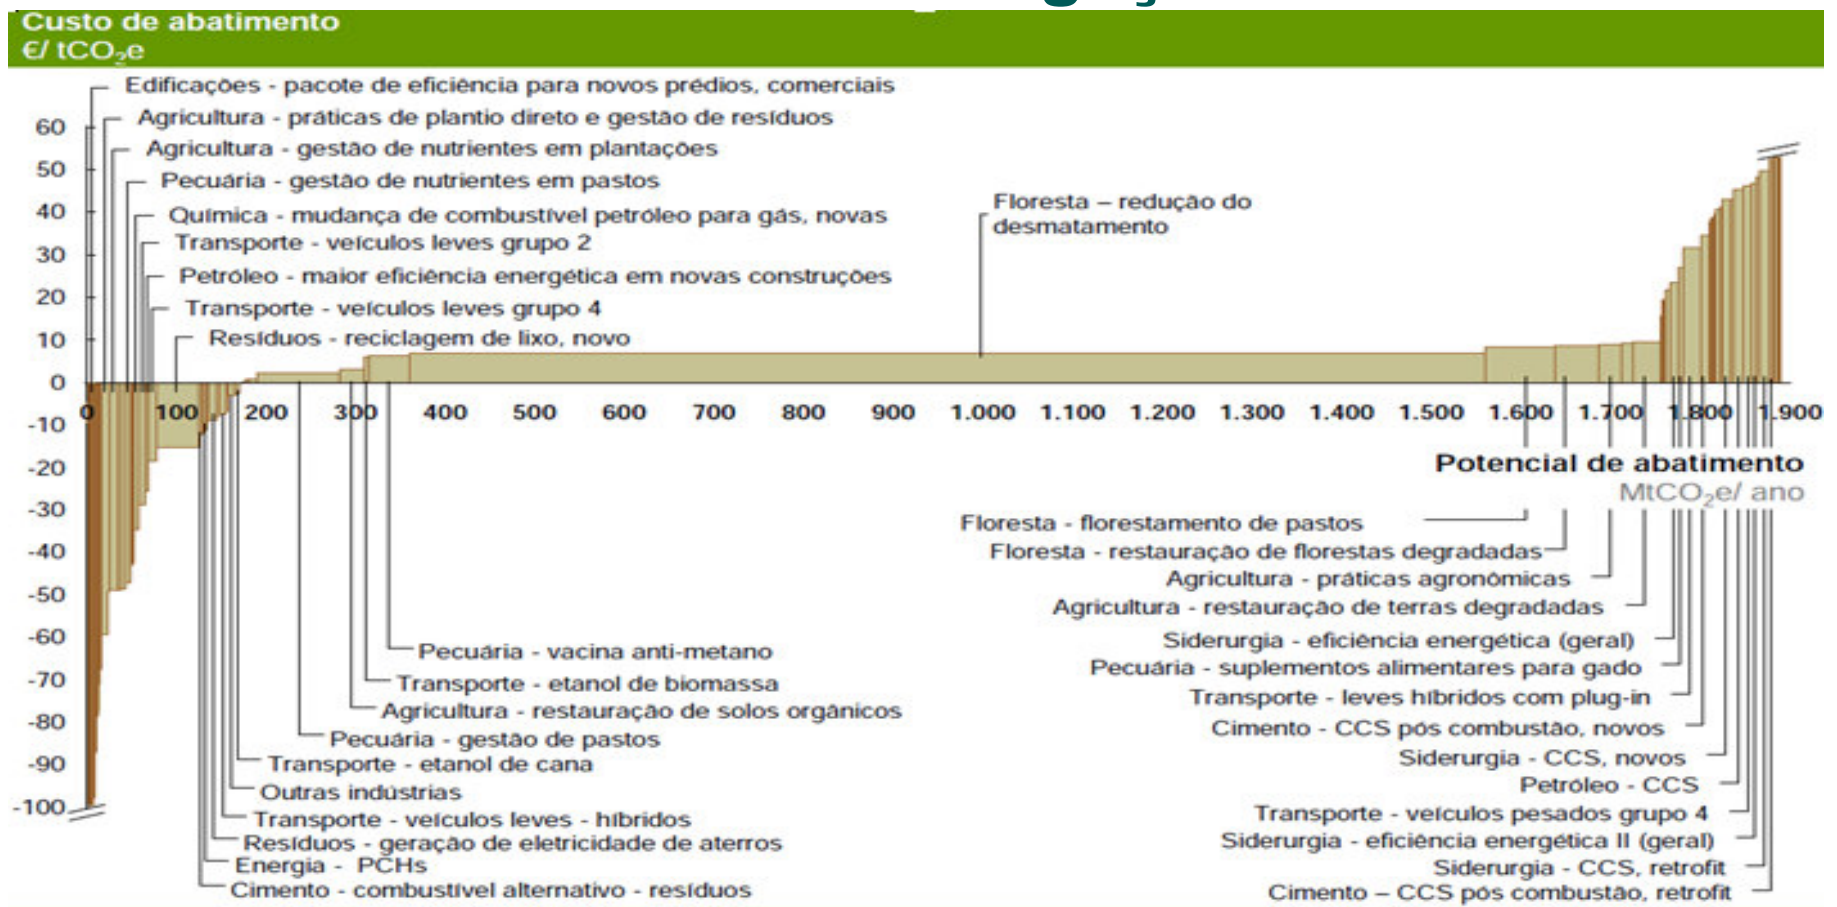 Custo de abatimento
€/ tCO₂e
Edificações - pacote de eficiência para novos prédios, comerciais
Agricultura - práticas de plantio direto e gestão de resíduos
Agricultura - gestão de nutrientes em plantações
Pecuária - gestão de nutrientes em pastos
Química - mudança de combustível petróleo para gás, novas
Transporte - veículos leves grupo 2
Petróleo - maior eficiência energética em novas construções
Transporte - veículos leves grupo 4
Resíduos - reciclagem de lixo, novo
Floresta – redução do
desmatamento
60
50
40
30
20
10
0
-10
-20
-30
-40
-50
-60
-70
-80
-90
-100
0 100 200 300 400 500 600 700 800 900 1.000 1.100 1.200 1.300 1.400 1.500 1.600 1.700 1.800 1.900
Potencial de abatimento
MtCO₂e/ ano
Pecuária - vacina anti-metano
Transporte - etanol de biomassa
Agricultura - restauração de solos orgânicos
Pecuária - gestão de pastos
Transporte - etanol de cana
Outras indústrias
Transporte - veículos leves - híbridos
Resíduos - geração de eletricidade de aterros
Energia - PCHs
Cimento - combustível alternativo - resíduos
Floresta - florestamento de pastos
Floresta - restauração de florestas degradadas
Agricultura - práticas agronômicas
Agricultura - restauração de terras degradadas
Siderurgia - eficiência energética (geral)
Pecuária - suplementos alimentares para gado
Transporte - leves híbridos com plug-in
Cimento - CCS pós combustão, novos
Siderurgia - CCS, novos
Petróleo - CCS
Transporte - veículos pesados grupo 4
Siderurgia - eficiência energética II (geral)
Siderurgia - CCS, retrofit
Cimento – CCS pós combustão, retrofit